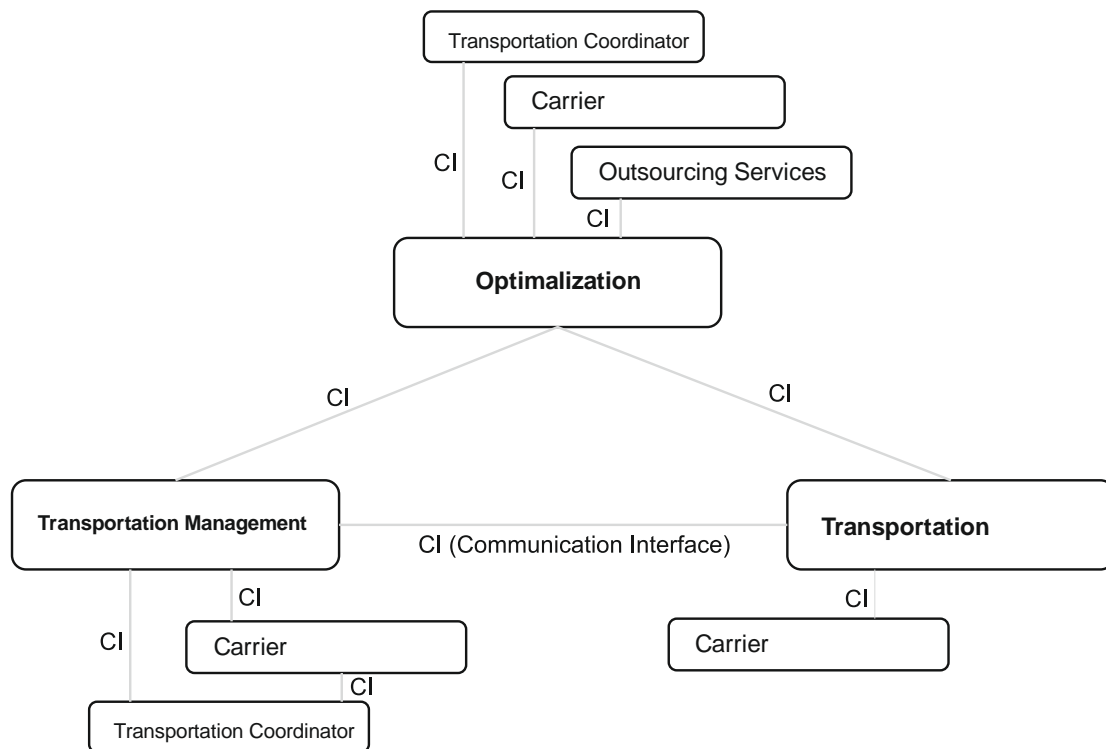 Transportation Coordinator
Carrier
CI
Outsourcing Services
CI
CI
Optimalization
CI
CI
Transportation Management
Transportation
CI (Communication Interface)
CI
CI
CI
Carrier
Carrier
CI
Transportation Coordinator